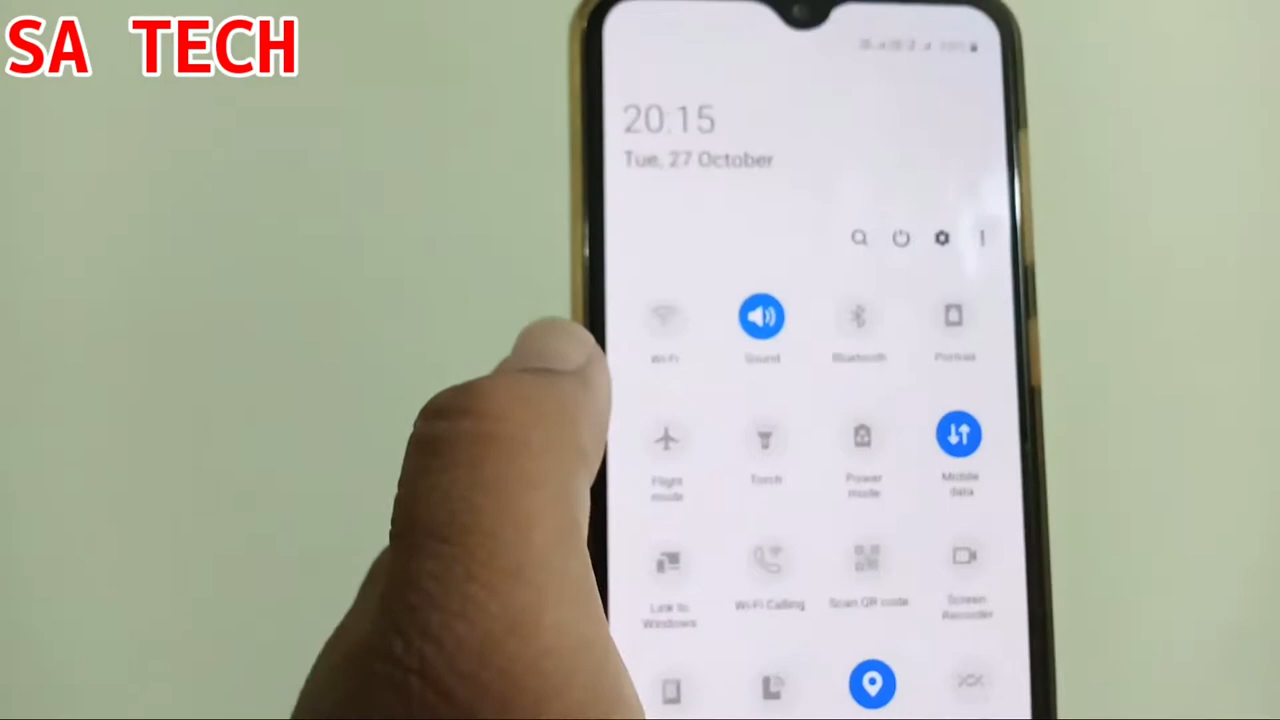 SA TECH
20:15
Tue, 27 October
Wi-Fi
Sound
Bluetooth
Portrait
Flight
mode
Torch
Power
mode
Mobile
data
Link to
Windows
Wi-Fi Calling
Scan QR code
Screen
Recorder